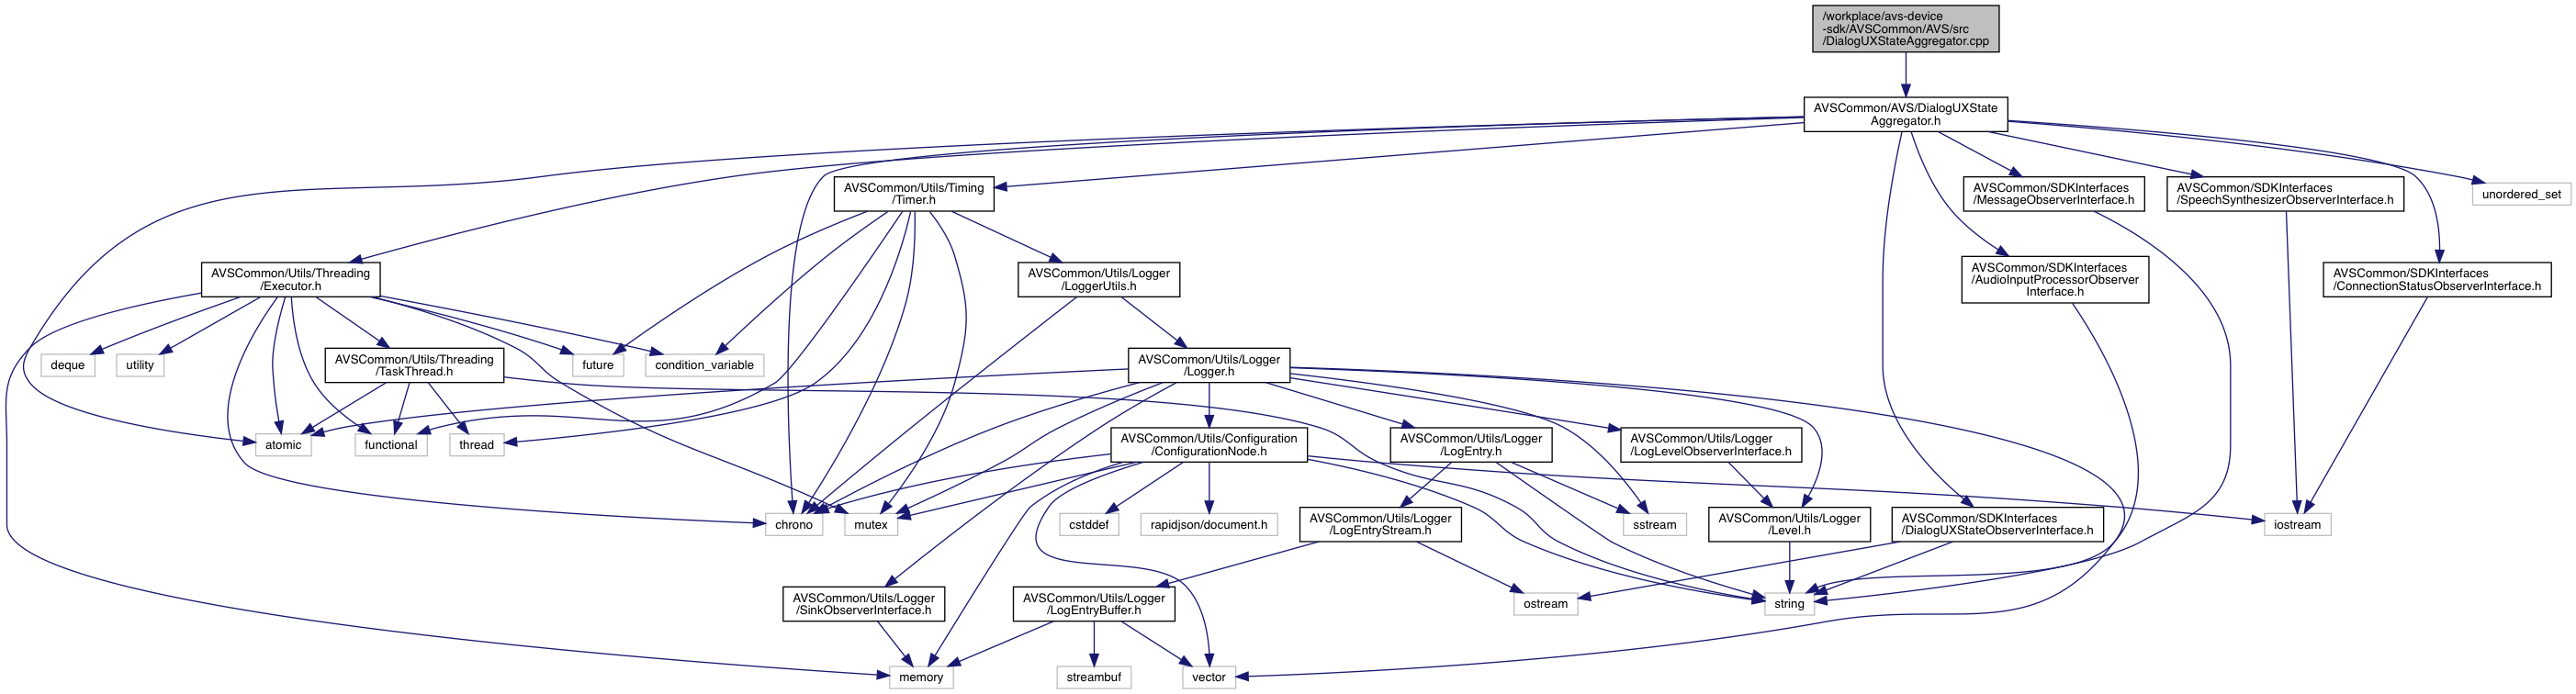 /workplace/avs-device
-sdk/AVSCommon/AVS/src
/DialogUXStateAggregator.cpp
AVSCommon/AVS/DialogUXState
Aggregator.h
AVSCommon/Utils/Timing
/Timer.h
AVSCommon/SDKInterfaces
/MessageObserverInterface.h
AVSCommon/SDKInterfaces
/SpeechSynthesizerObserverInterface.h
unordered_set
AVSCommon/Utils/Threading
/Executor.h
AVSCommon/Utils/Logger
/LoggerUtils.h
AVSCommon/SDKInterfaces
/AudioInputProcessorObserver
Interface.h
AVSCommon/SDKInterfaces
/ConnectionStatusObserverInterface.h
deque
utility
AVSCommon/Utils/Threading
/TaskThread.h
future
condition_variable
AVSCommon/Utils/Logger
/Logger.h
atomic
functional
thread
AVSCommon/Utils/Configuration
/ConfigurationNode.h
AVSCommon/Utils/Logger
/LogEntry.h
AVSCommon/Utils/Logger
/LogLevelObserverInterface.h
chrono
mutex
cstddef
rapidjson/document.h
AVSCommon/Utils/Logger
/LogEntryStream.h
sstream
AVSCommon/Utils/Logger
/Level.h
AVSCommon/SDKInterfaces
/DialogUXStateObserverInterface.h
iostream
AVSCommon/Utils/Logger
/SinkObserverInterface.h
AVSCommon/Utils/Logger
/LogEntryBuffer.h
ostream
string
memory
streambuf
vector